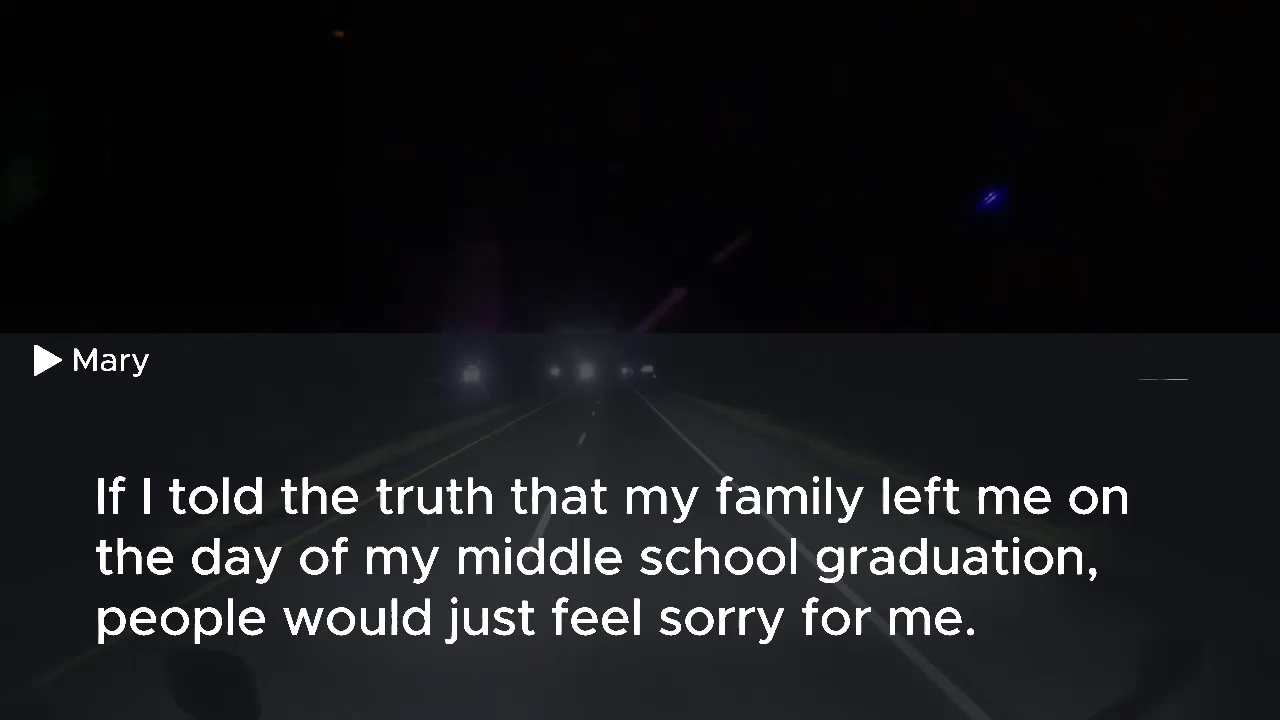 Mary
If I told the truth that my family left me on
the day of my middle school graduation,
people would just feel sorry for me.